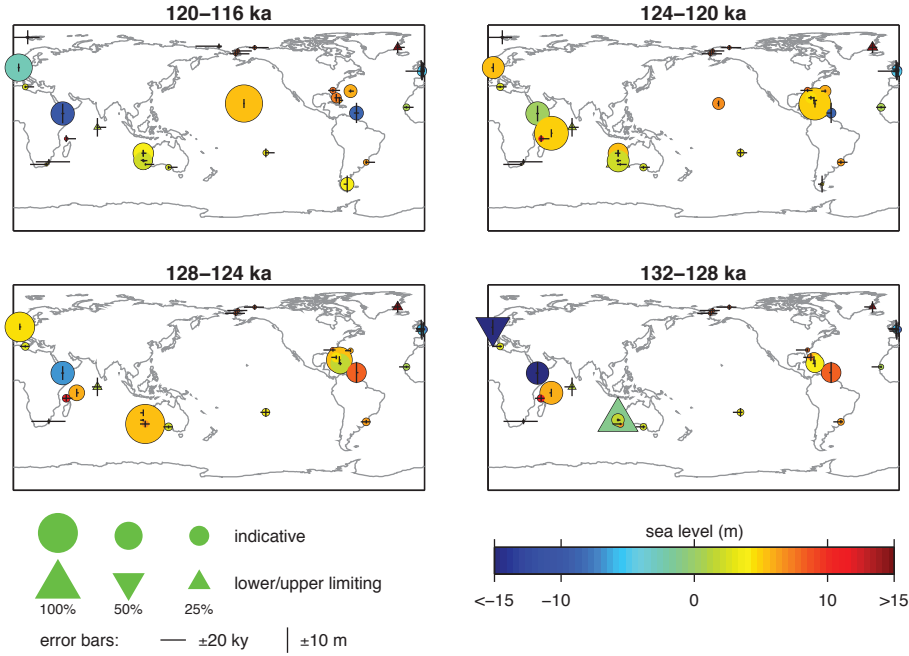 120–116 ka
124–120 ka
128–124 ka
132–128 ka
indicative
lower/upper limiting
100%
50%
25%
error bars:
±20 ky
±10 m
sea level (m)
<−15
−10
0
10
>15